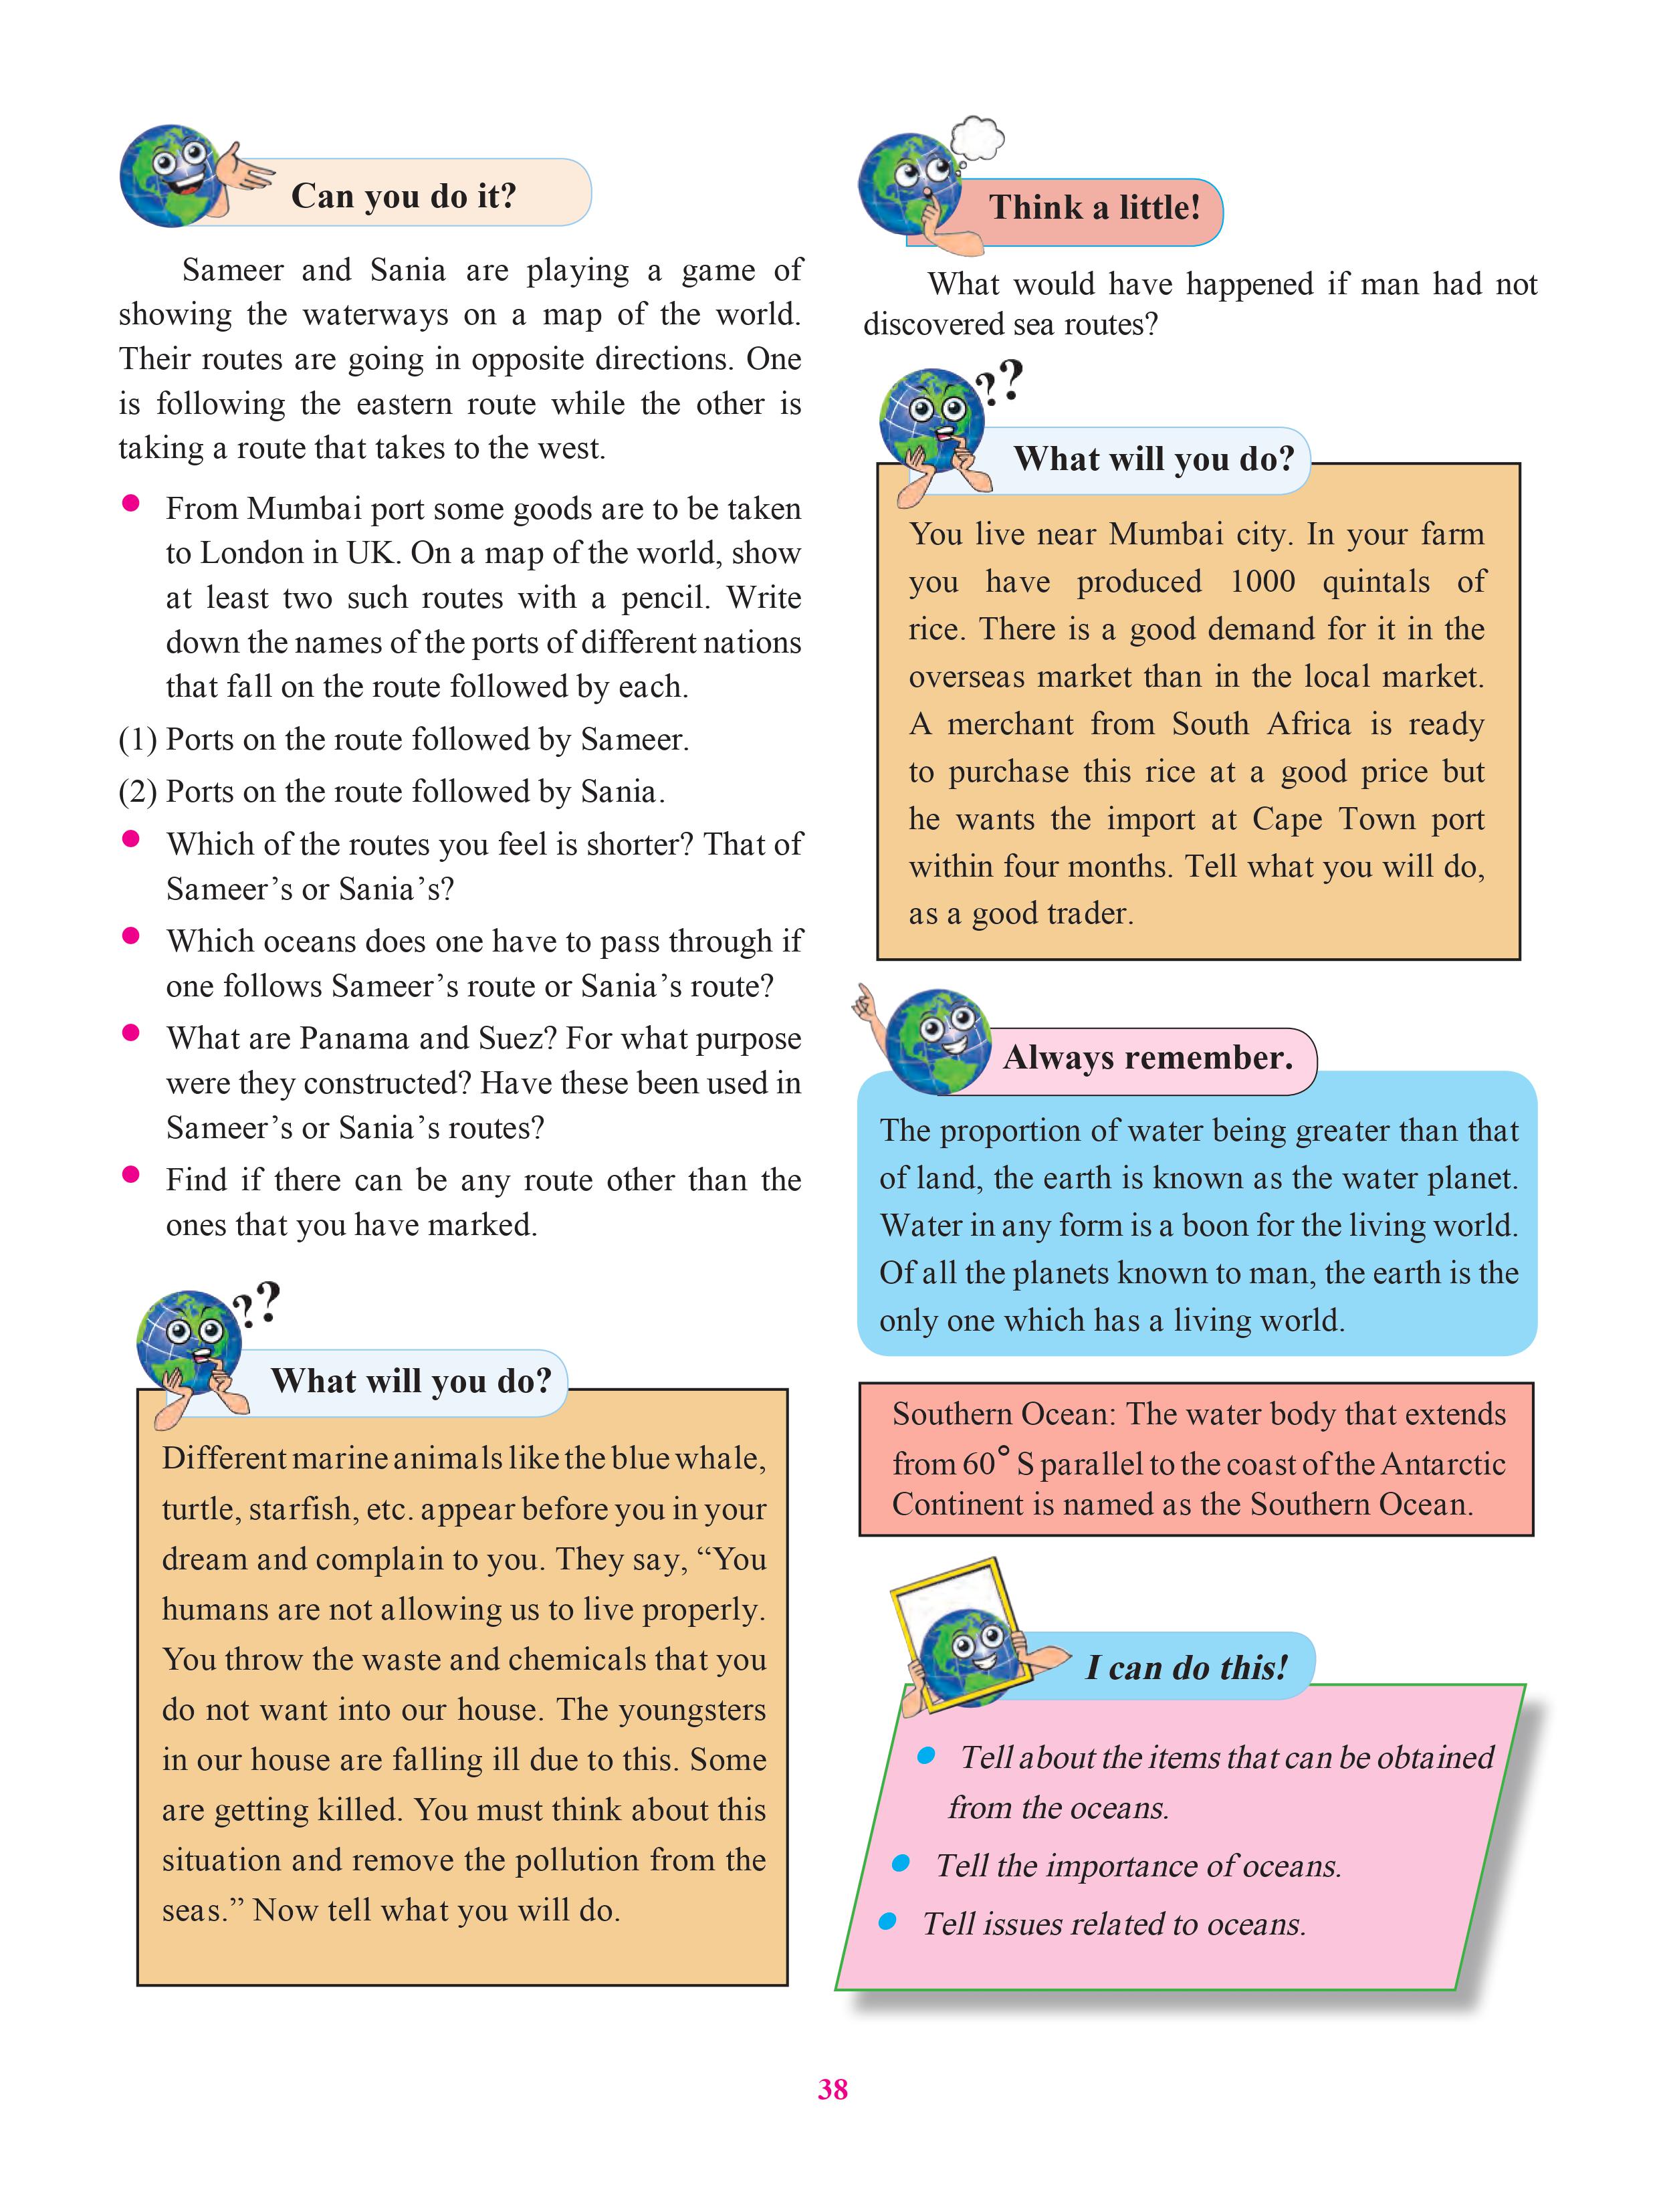 Can you do it?
Sameer and Sania are playing a game of
showing the waterways on a map of the world.
Their routes are going in opposite directions. One
is following the eastern route while the other is
taking a route that takes to the west.
• From Mumbai port some goods are to be taken
to London in UK. On a map of the world, show
at least two such routes with a pencil. Write
down the names of the ports of different nations
that fall on the route followed by each.
(1) Ports on the route followed by Sameer.
(2) Ports on the route followed by Sania.
• Which of the routes you feel is shorter? That of
Sameer’s or Sania’s?
• Which oceans does one have to pass through if
one follows Sameer’s route or Sania’s route?
• What are Panama and Suez? For what purpose
were they constructed? Have these been used in
Sameer’s or Sania’s routes?
• Find if there can be any route other than the
ones that you have marked.
??
What will you do?
Different marine animals like the blue whale,
turtle, starfish, etc. appear before you in your
dream and complain to you. They say, “You
humans are not allowing us to live properly.
You throw the waste and chemicals that you
do not want into our house. The youngsters
in our house are falling ill due to this. Some
are getting killed. You must think about this
situation and remove the pollution from the
seas.” Now tell what you will do.
Think a little!
What would have happened if man had not
discovered sea routes?
??
What will you do?
You live near Mumbai city. In your farm
you have produced 1000 quintals of
rice. There is a good demand for it in the
overseas market than in the local market.
A merchant from South Africa is ready
to purchase this rice at a good price but
he wants the import at Cape Town port
within four months. Tell what you will do,
as a good trader.
Always remember.
The proportion of water being greater than that
of land, the earth is known as the water planet.
Water in any form is a boon for the living world.
Of all the planets known to man, the earth is the
only one which has a living world.
Southern Ocean: The water body that extends
from 60° S parallel to the coast of the Antarctic
Continent is named as the Southern Ocean.
I can do this!
• Tell about the items that can be obtained
from the oceans.
• Tell the importance of oceans.
• Tell issues related to oceans.
38